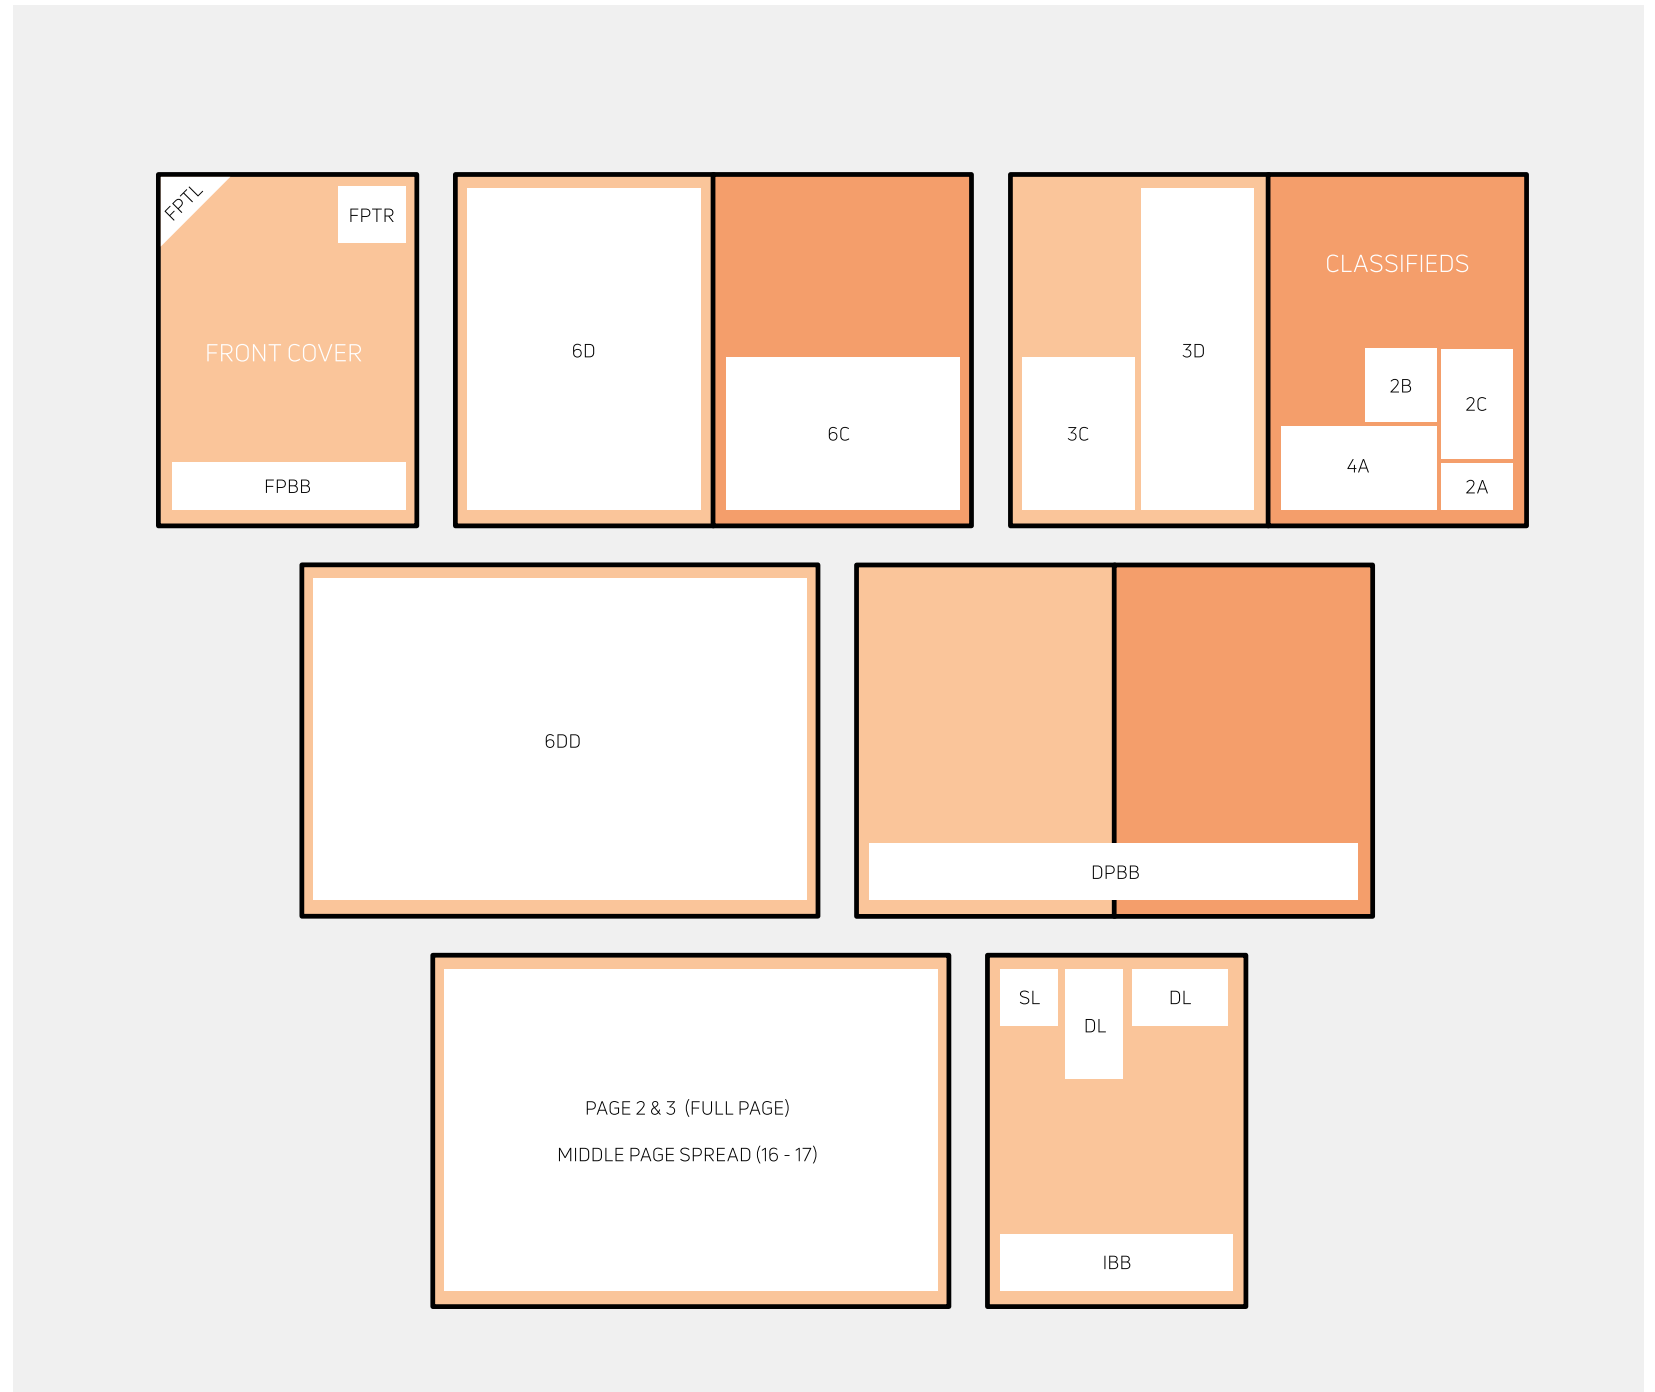 FPTL
FPTR
FRONT COVER
FPBB
6D
6C
3C
3D
CLASSIFIEDS
2B
2C
4A
2A
6DD
DPBB
PAGE 2 & 3 (FULL PAGE)
MIDDLE PAGE SPREAD (16 - 17)
SL
DL
DL
IBB